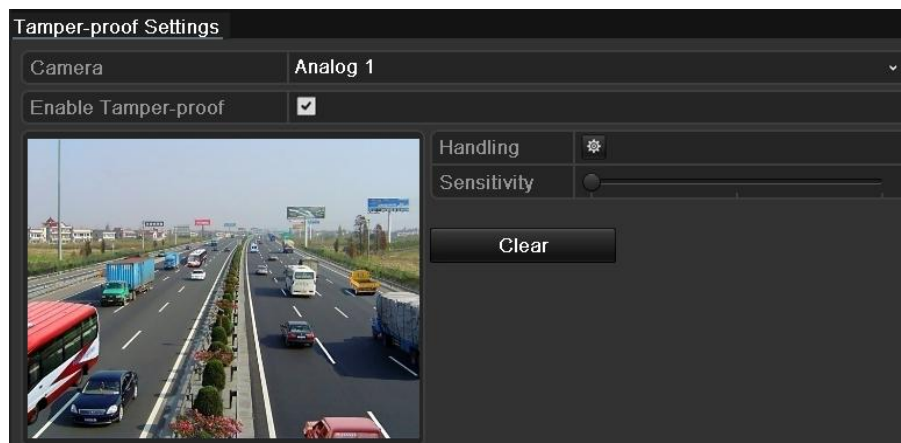 Tamper-proof Settings
Camera Analog 1
Enable Tamper-proof
Handling
Sensitivity
Clear